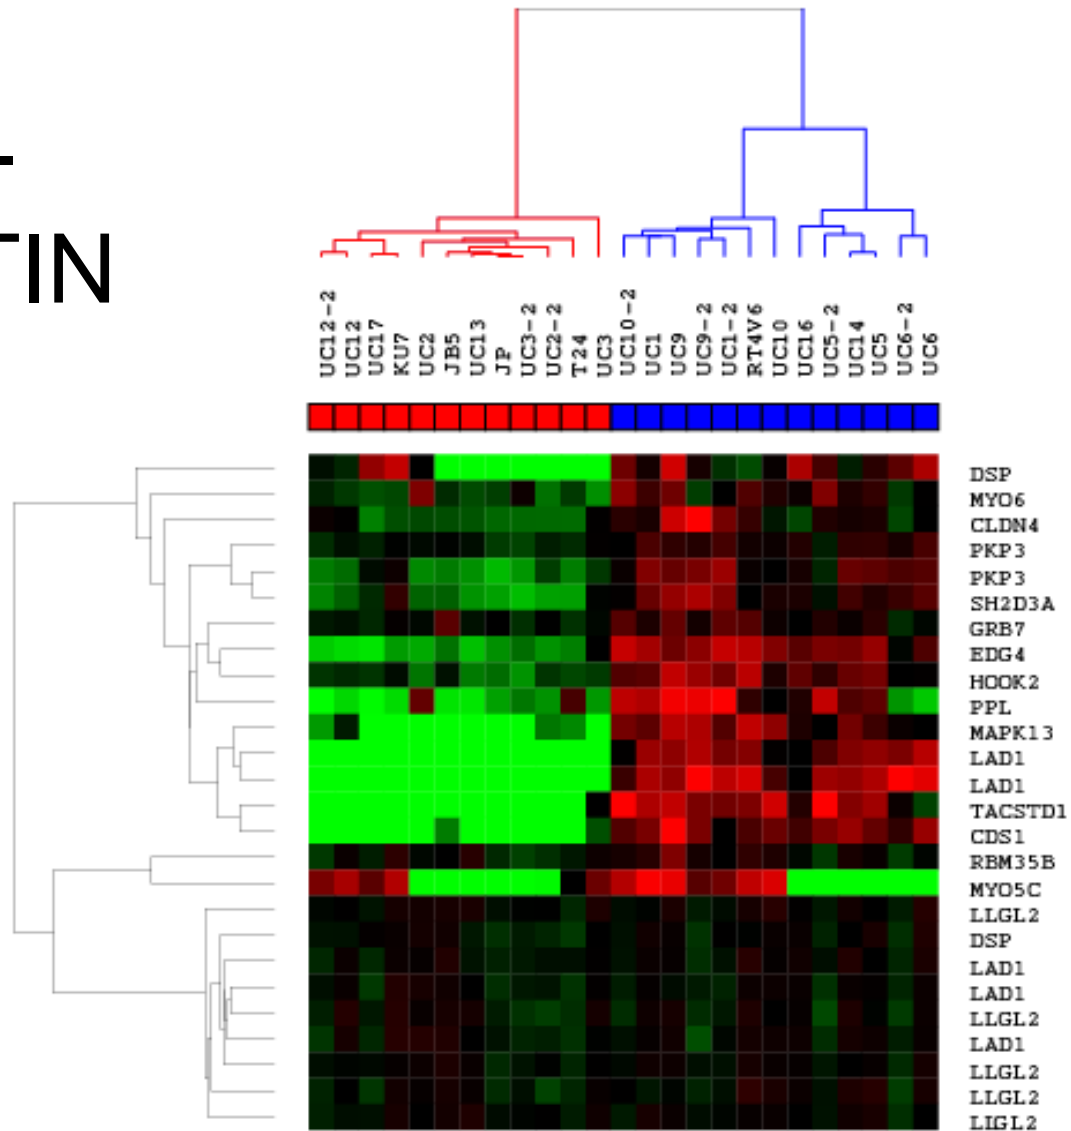 TIN
UC12-2
UC12
UC17
KU7
UC2
JB5
UC13
JP
UC3-2
UC2-2
T24
UC3
UC10-2
UC1
UC9
UC9-2
UC1-2
RT4V6
UC10
UC16
UC5-2
UC14
UC5
UC6-2
UC6
DSP
MYO6
CLDN4
PKP3
PKP3
SH2D3A
GRB7
EDG4
HOOK2
PPL
MAPK13
LAD1
LAD1
TACSTD1
CDS1
RBM35B
MYO5C
LLGL2
DSP
LAD1
LAD1
LLGL2
LAD1
LLGL2
LLGL2
LIGL2